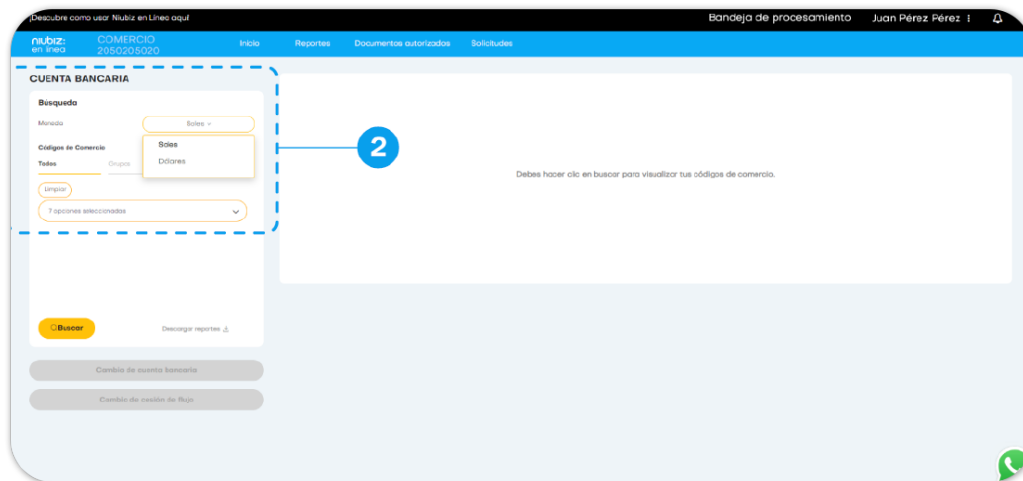 ¡Descubre como usar Niubiz en Línea aquí!
Bandeja de procesamiento
Juan Pérez Pérez
niubiz:
en línea
COMERCIO
2050205020
Inicio
Reportes
Documentos autorizados
Solicitudes
CUENTA BANCARIA
Búsqueda
Moneda
Soles
Soles
Dólares
Códigos de Comercio
Todos
Grupos
Limpiar
7 opciones seleccionadas
2
Debes hacer clic en buscar para visualizar tus códigos de comercio.
Buscar
Descargar reportes
Cambio de cuenta bancaria
Cambio de cesión de flujo